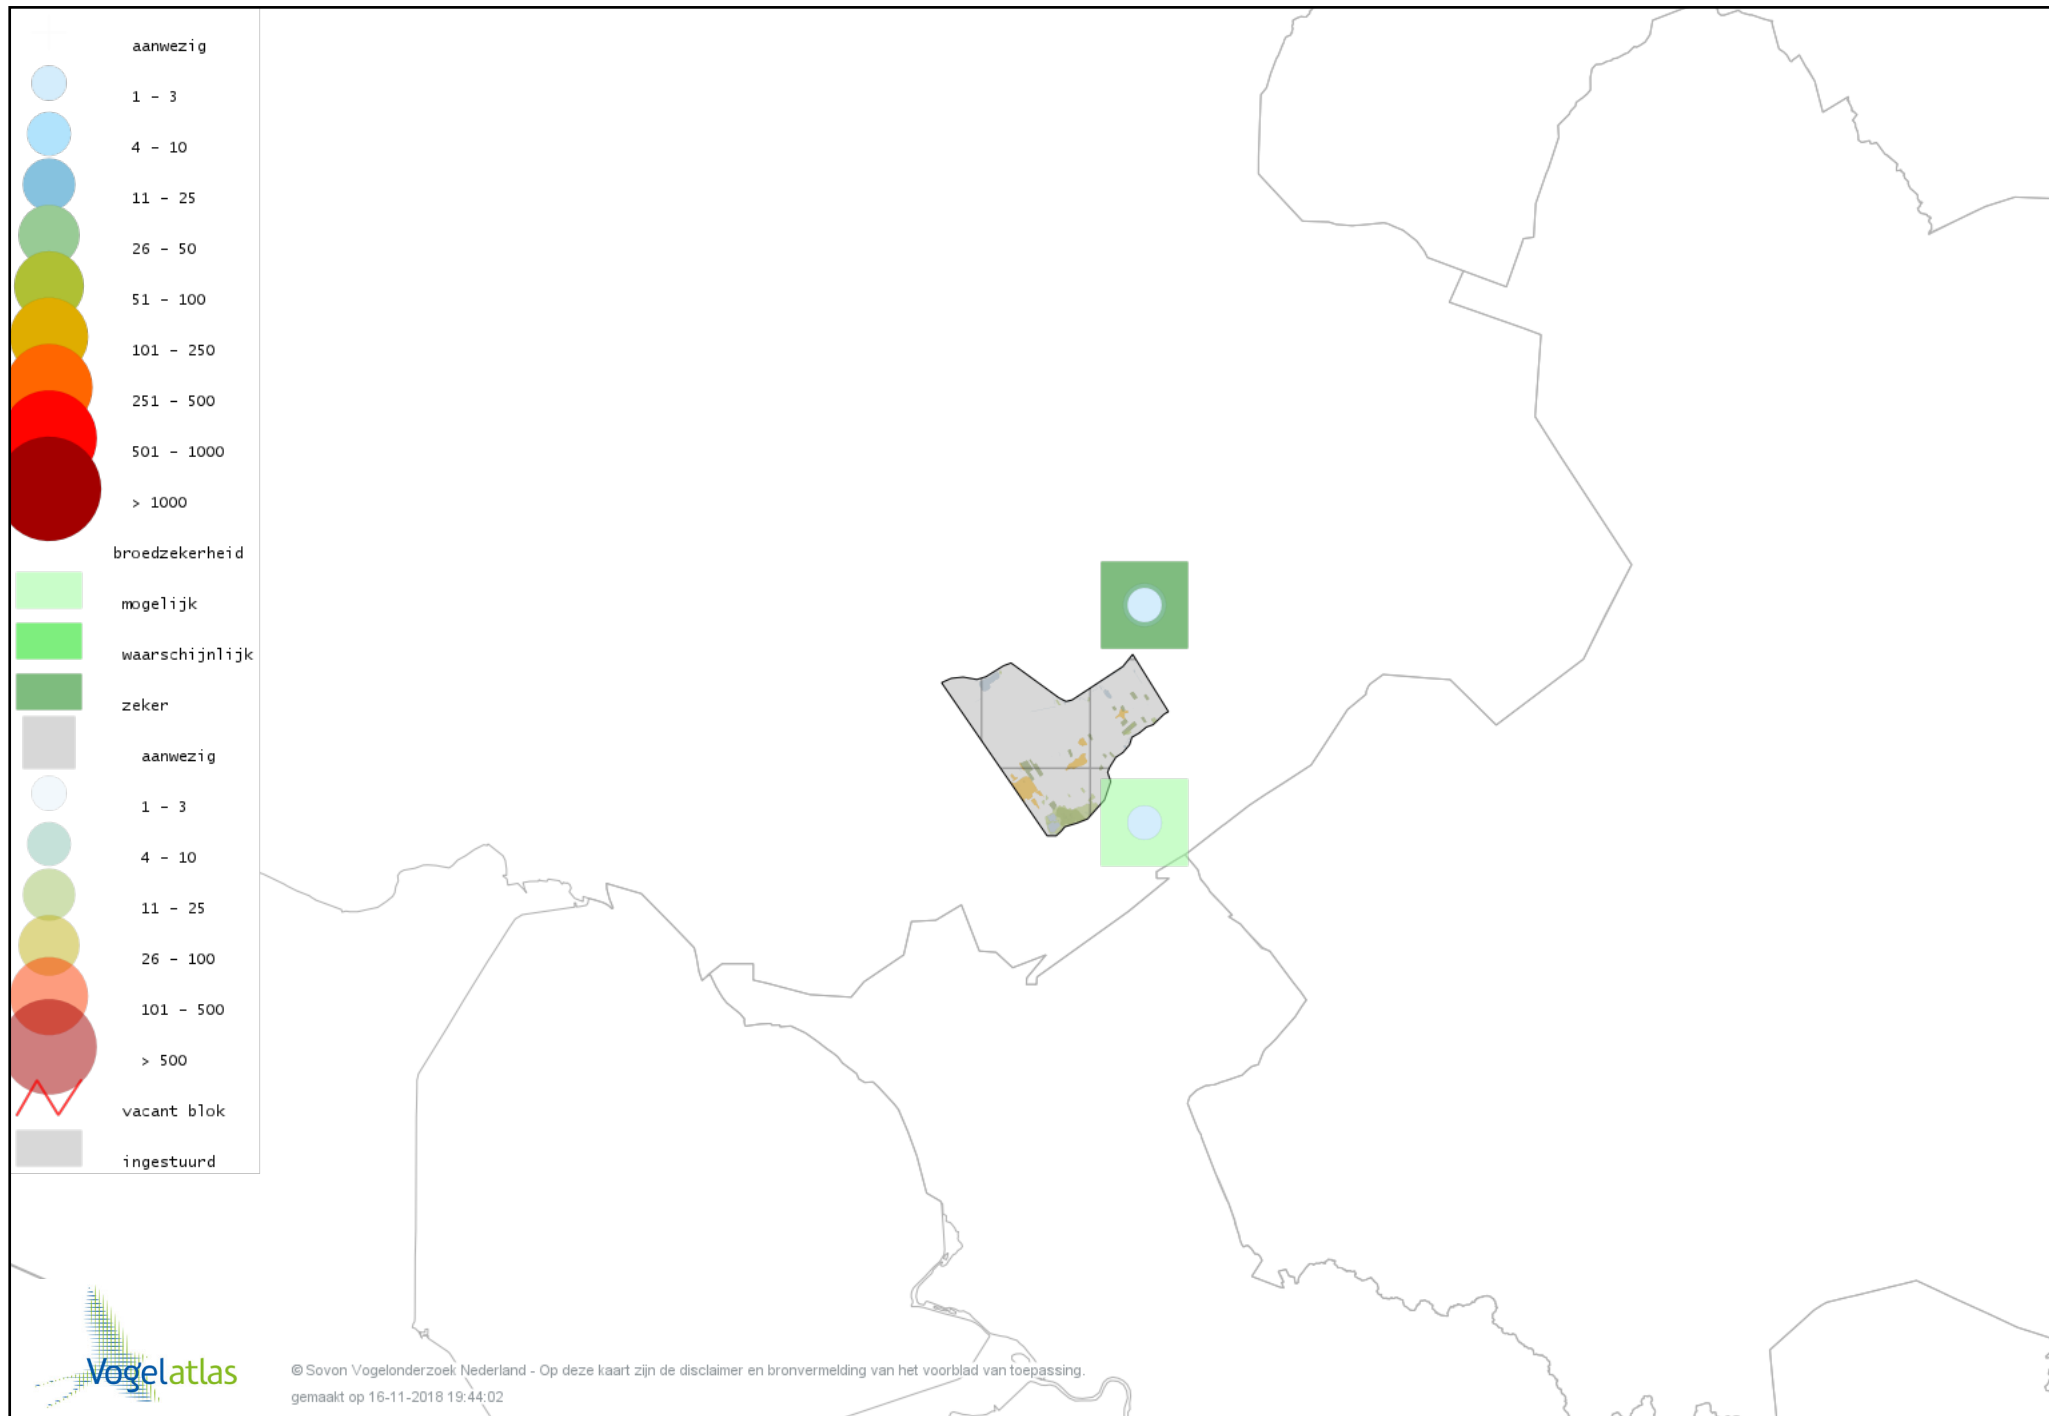 aanwezig
1 - 3
4 - 10
11 - 25
26 - 50
51 - 100
101 - 250
251 - 500
501 - 1000
> 1000
broedzekerheid
mogelijk
waarschijnlijk
zeker
aanwezig
1 - 3
4 - 10
11 - 25
26 - 100
101 - 500
> 500
vacant blok
ingestuurd
Vogelatlas
© Sovon Vogelonderzoek Nederland - Op deze kaart zijn de disclaimer en bronvermelding van het voorblad van toepassing.
gemaakt op 16-11-2018 19:44:02